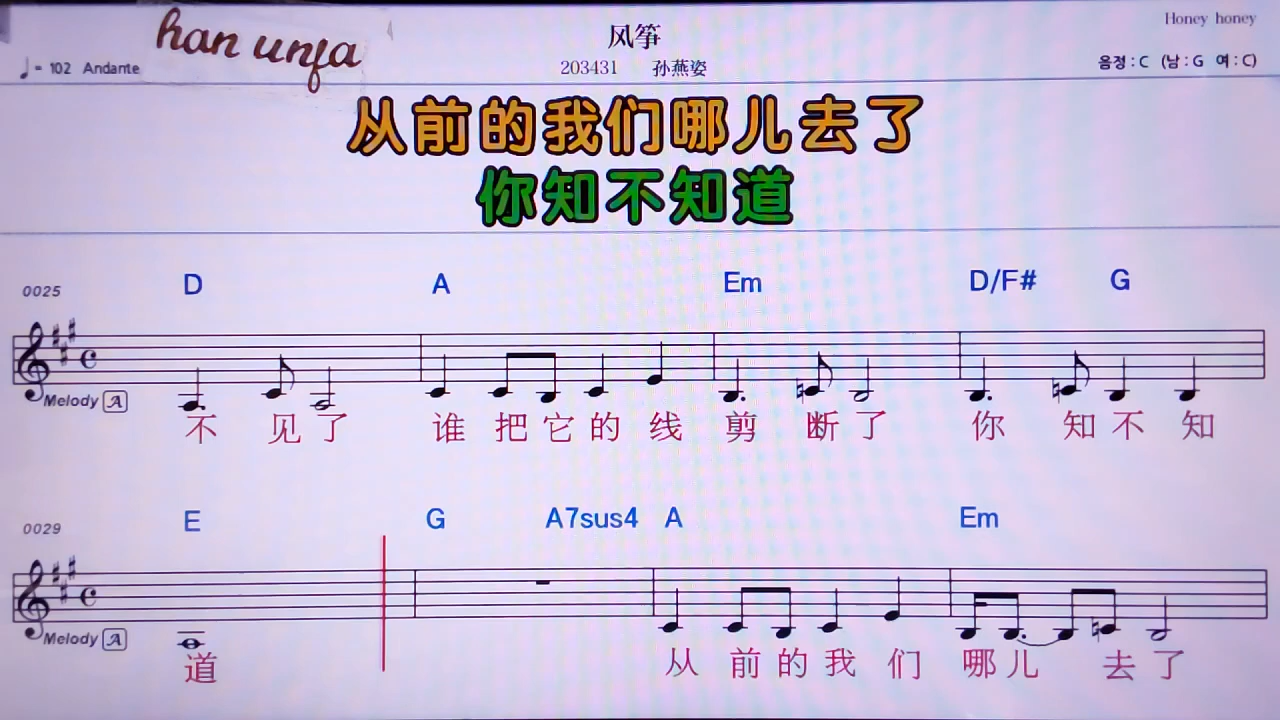 han unfa
Honey honey
风筝
♩= 102 Andante
203431 孙燕姿
음정 : C (남 : G 여 : C)
从前的我们哪儿去了
你知不知道
0025 D A Em D/F# G
Melody A
不 见 了 谁 把 它 的 线 剪 断 了 你 知 不 知
0029 E G A7sus4 A Em
Melody A
道 从 前 的 我 们 哪 儿 去 了